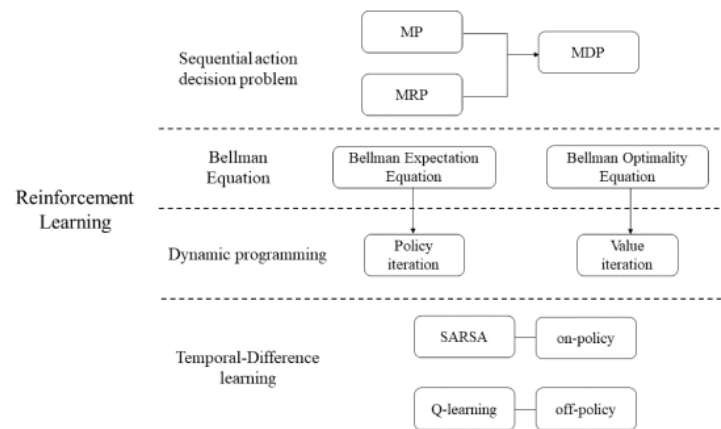 Reinforcement
Learning
Sequential action
decision problem
MP
MRP
MDP
Bellman
Equation
Bellman Expectation
Equation
Bellman Optimality
Equation
Dynamic programming
Policy
iteration
Value
iteration
Temporal-Difference
learning
SARSA
on-policy
Q-learning
off-policy